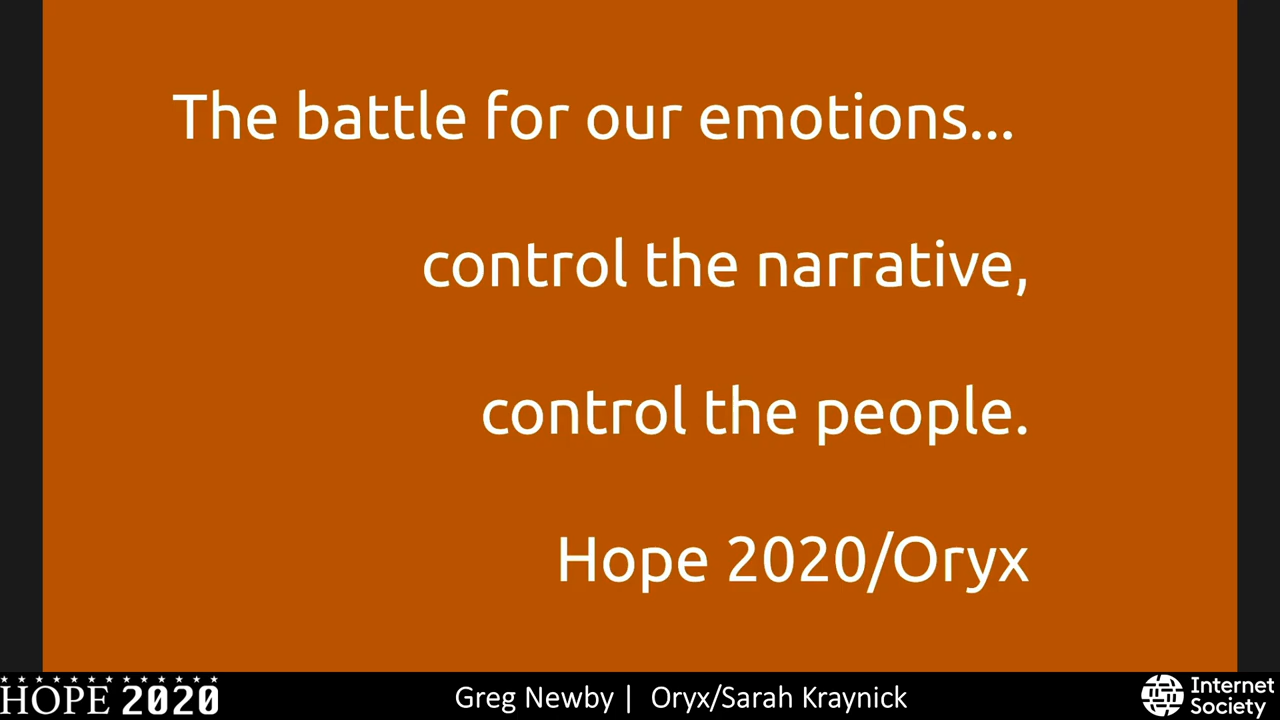 The battle for our emotions...
control the narrative,
control the people.
Hope 2020/Oryx
HOPE 2020
Greg Newby | Oryx/Sarah Kraynick
Internet
Society